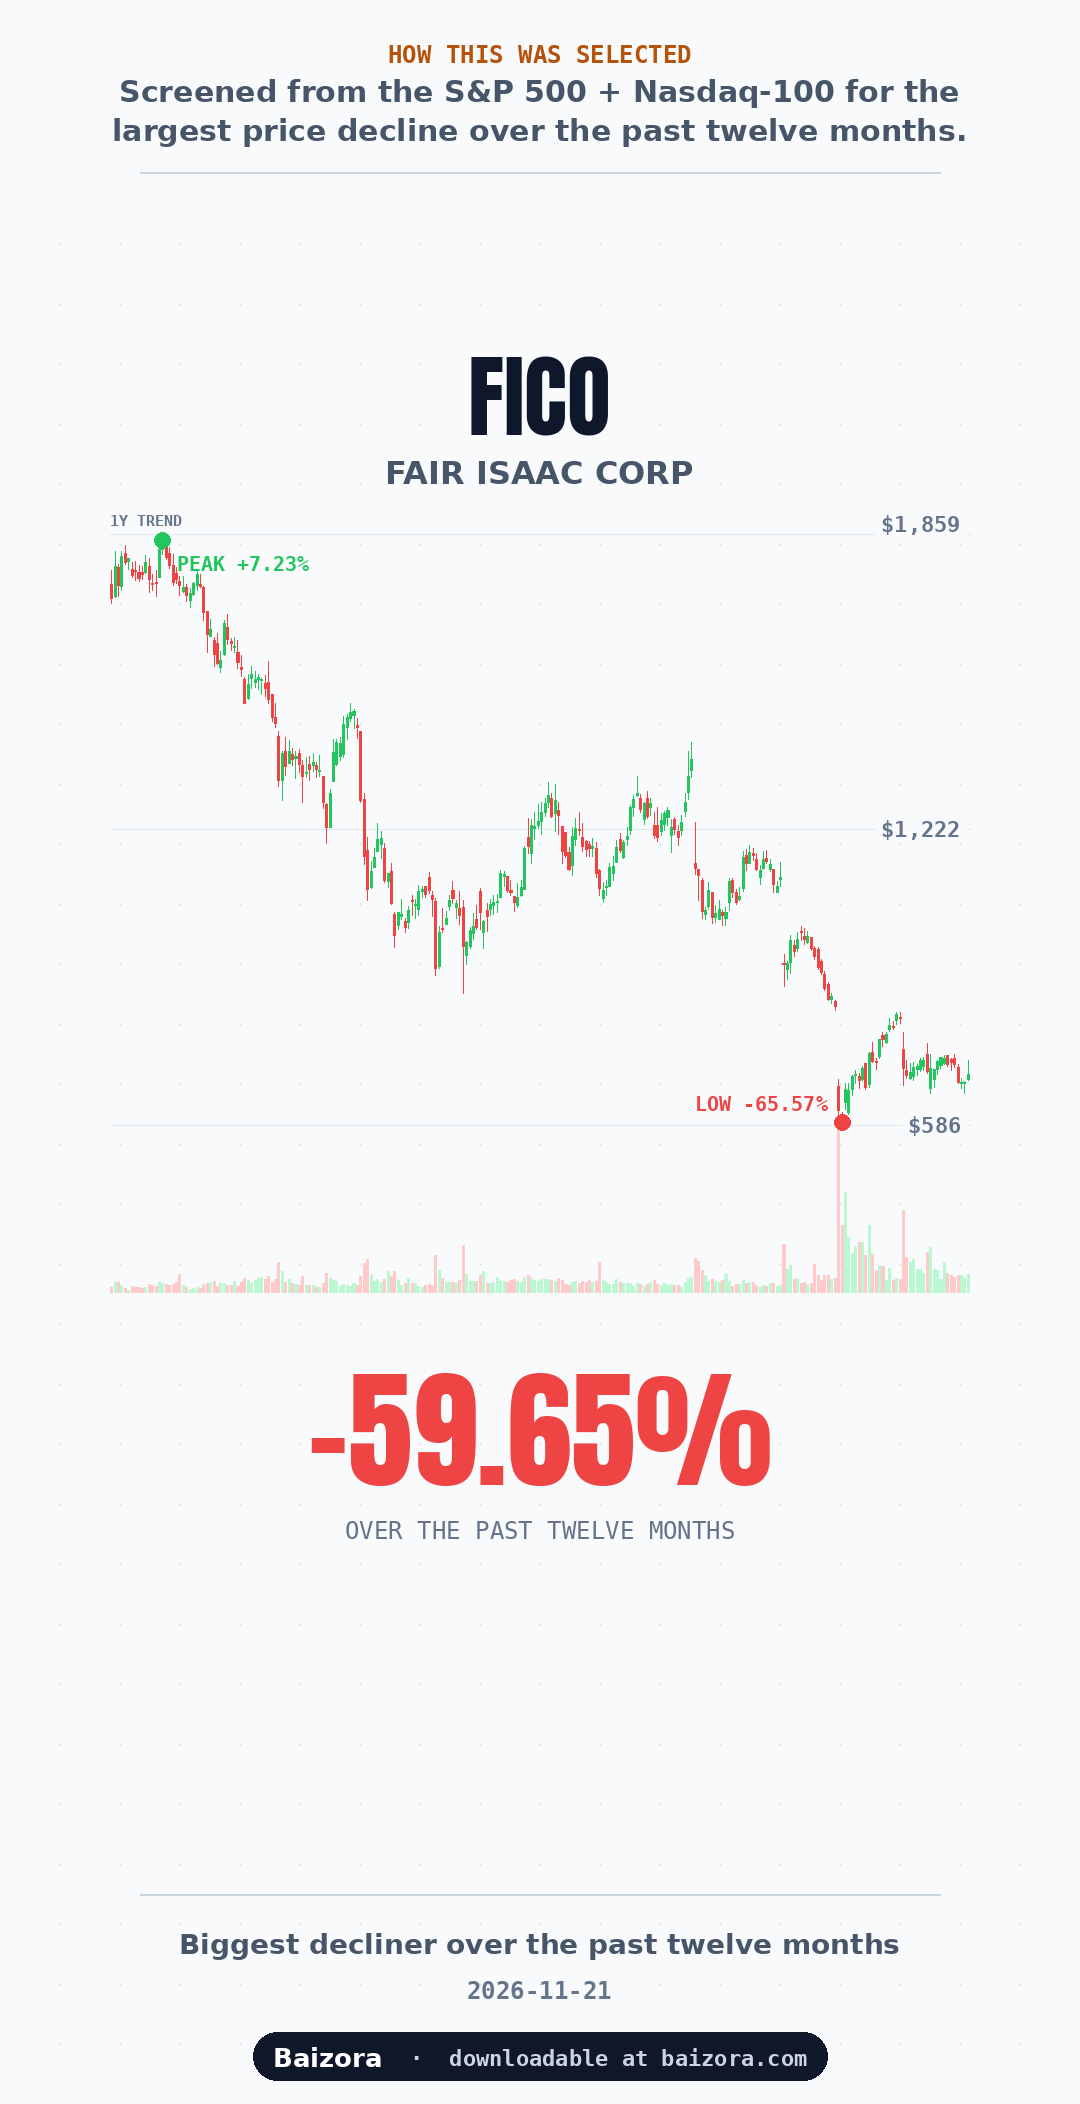 HOW THIS WAS SELECTED
Screened from the S&P 500 + Nasdaq-100 for the
largest price decline over the past twelve months.
FICO
FAIR ISAAC CORP
1Y TREND
$1,859
PEAK +7.23%
$1,222
LOW -65.57%
$586
-59.65%
OVER THE PAST TWELVE MONTHS
Biggest decliner over the past twelve months
2026-11-21
Baizora · downloadable at baizora.com